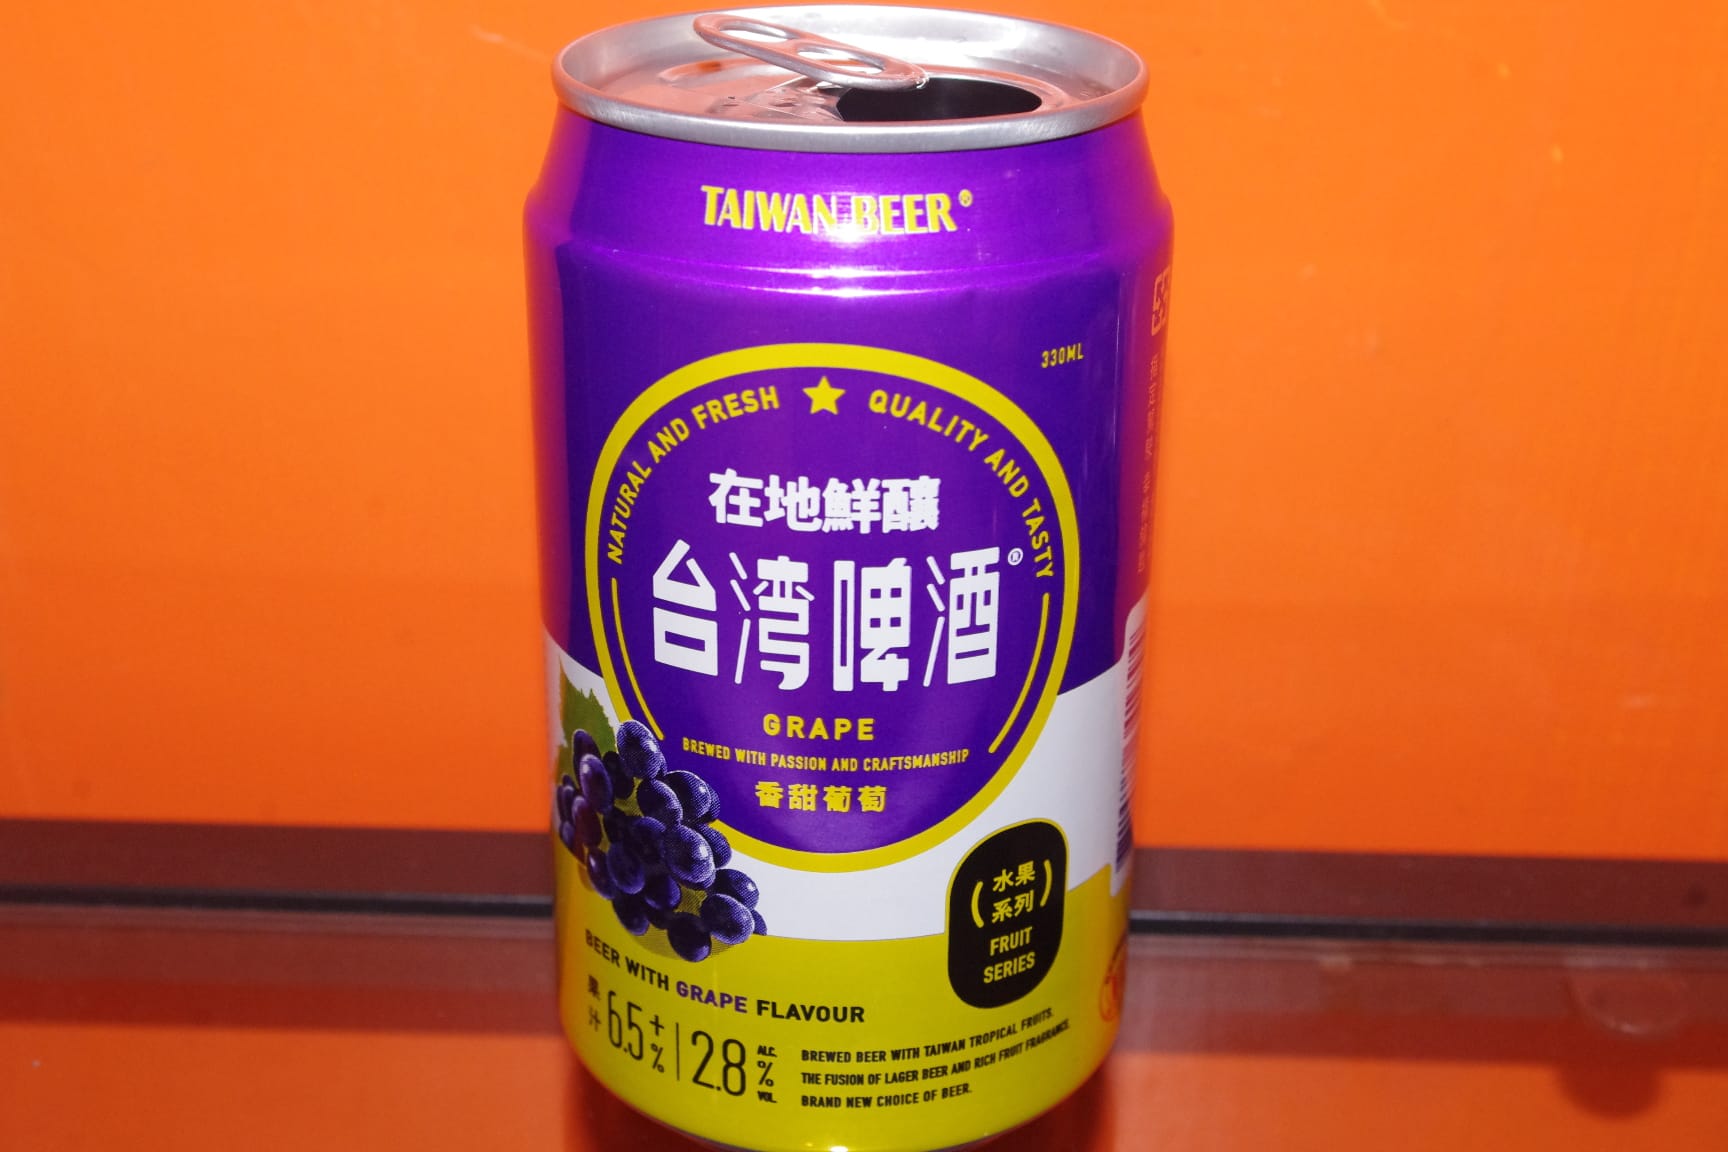 TAIWAN BEER®
330ML
NATURAL AND FRESH ★ QUALITY AND TASTY
在地鮮釀
台湾啤酒®
GRAPE
BREWED WITH PASSION AND CRAFTSMANSHIP
香甜葡萄
(水果
系列)
FRUIT
SERIES
BEER WITH GRAPE FLAVOUR
果汁 6.5+% | 2.8 ALC. % VOL.
BREWED BEER WITH TAIWAN TROPICAL FRUITS.
THE FUSION OF LAGER BEER AND RICH FRUIT FRAGRANCE.
BRAND NEW CHOICE OF BEER.